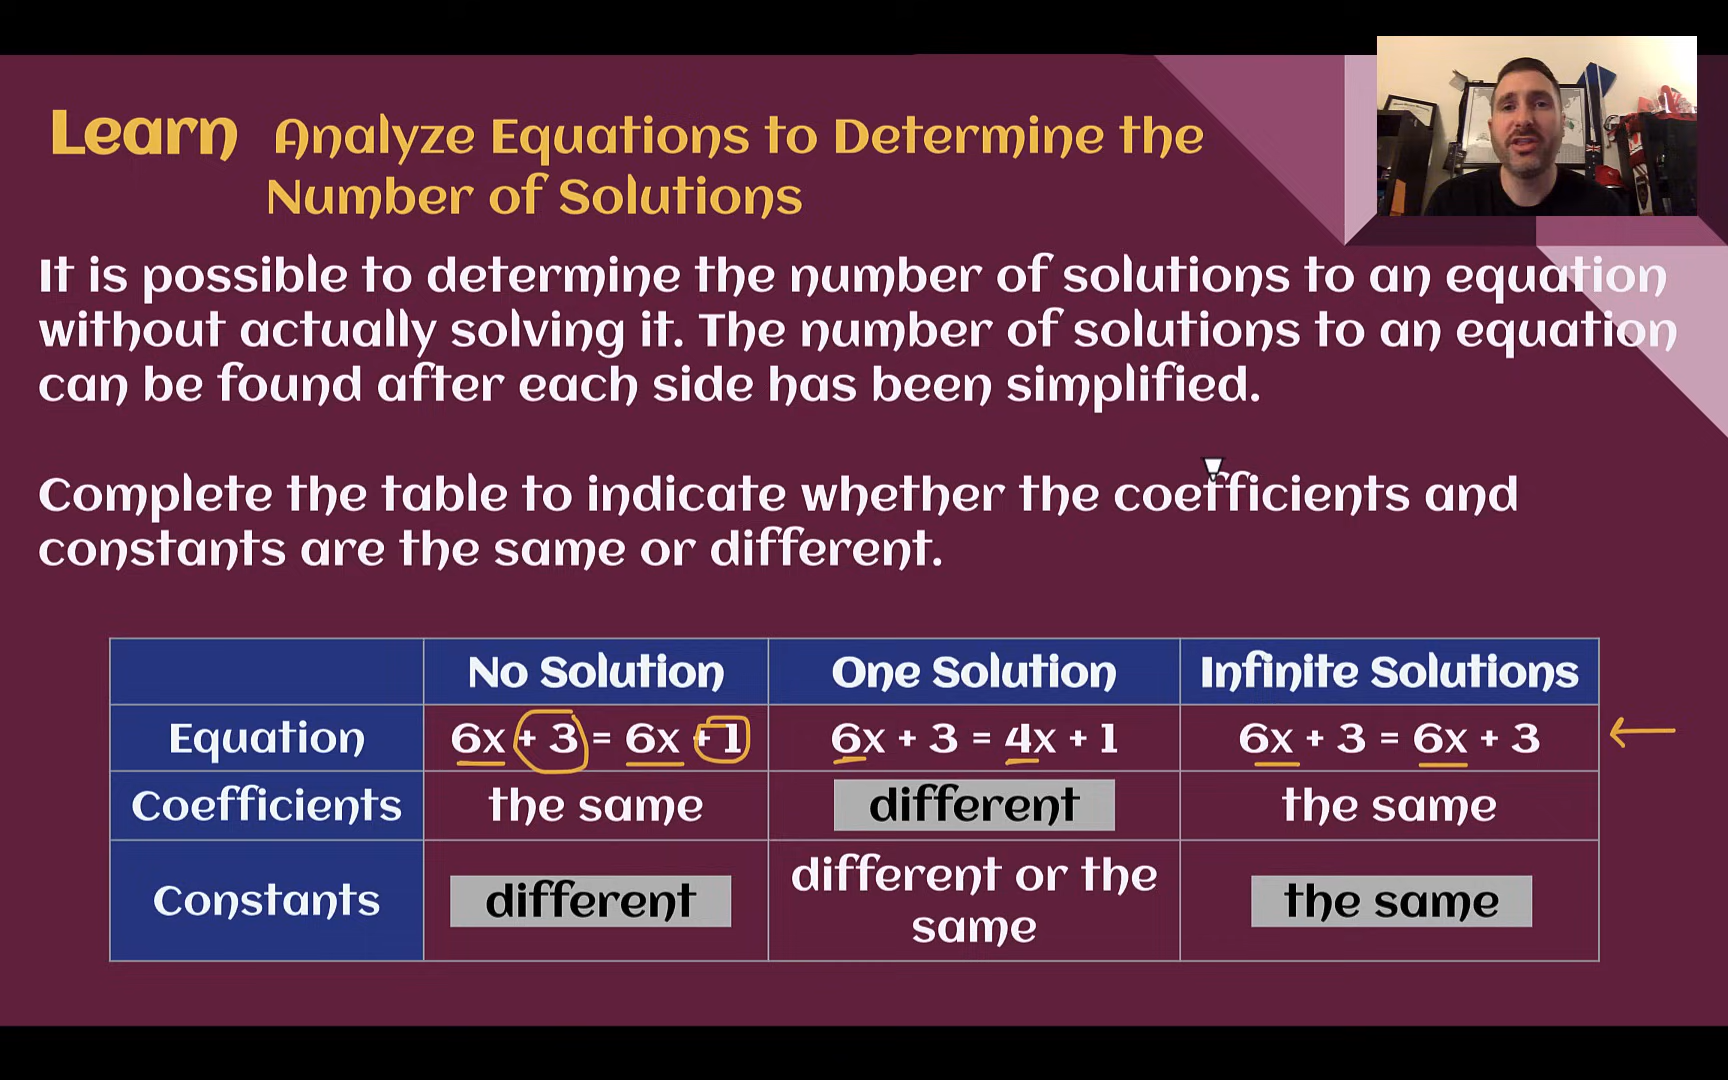 Learn Analyze Equations to Determine the
Number of Solutions
It is possible to determine the number of solutions to an equation
without actually solving it. The number of solutions to an equation
can be found after each side has been simplified.
Complete the table to indicate whether the coefficients and
constants are the same or different.
No Solution One Solution Infinite Solutions
Equation 6x + 3 = 6x + 1 6x + 3 = 4x + 1 6x + 3 = 6x + 3
Coefficients the same different the same
Constants different different or the same the same